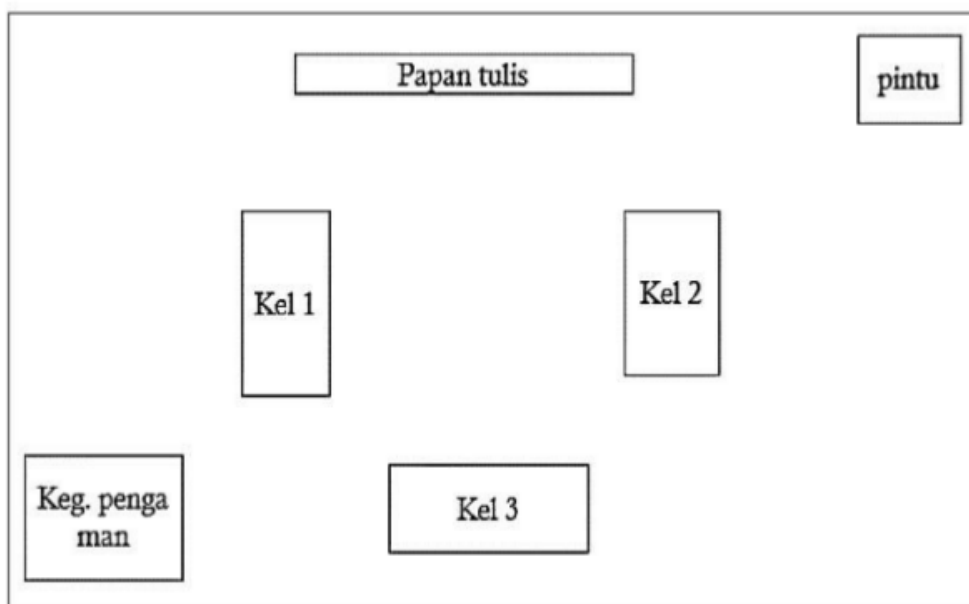 Papan tulis
pintu
Kel 1
Kel 2
Keg. penga
man
Kel 3